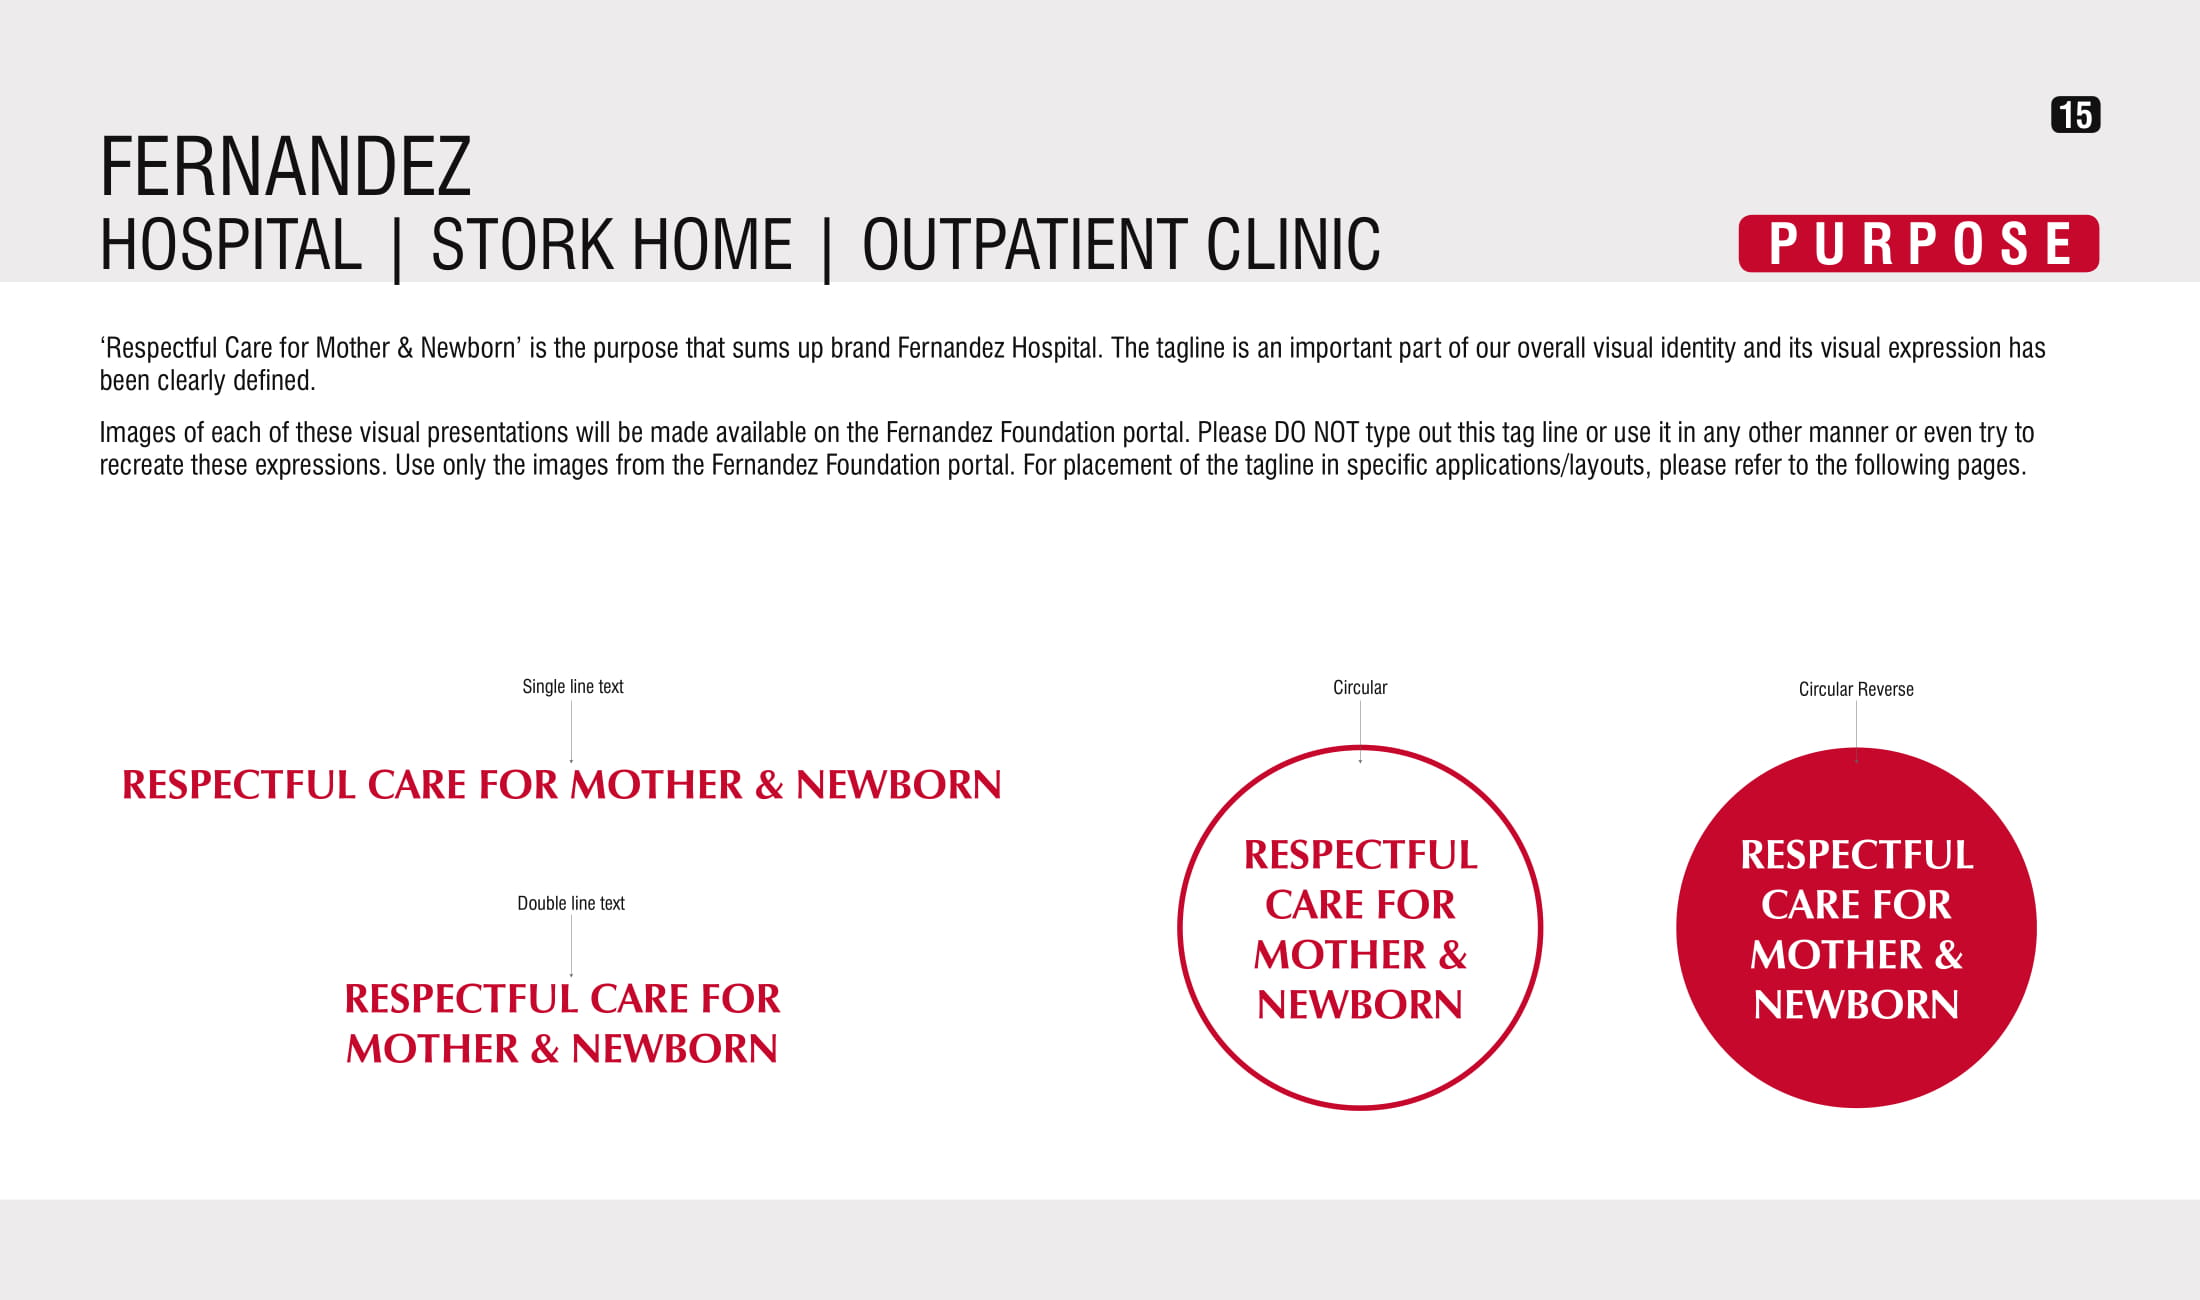 15
FERNANDEZ
HOSPITAL | STORK HOME | OUTPATIENT CLINIC
PURPOSE
‘Respectful Care for Mother & Newborn’ is the purpose that sums up brand Fernandez Hospital. The tagline is an important part of our overall visual identity and its visual expression has
been clearly defined.
Images of each of these visual presentations will be made available on the Fernandez Foundation portal. Please DO NOT type out this tag line or use it in any other manner or even try to
recreate these expressions. Use only the images from the Fernandez Foundation portal. For placement of the tagline in specific applications/layouts, please refer to the following pages.
Single line text
RESPECTFUL CARE FOR MOTHER & NEWBORN
Double line text
RESPECTFUL CARE FOR
MOTHER & NEWBORN
Circular
RESPECTFUL
CARE FOR
MOTHER &
NEWBORN
Circular Reverse
RESPECTFUL
CARE FOR
MOTHER &
NEWBORN